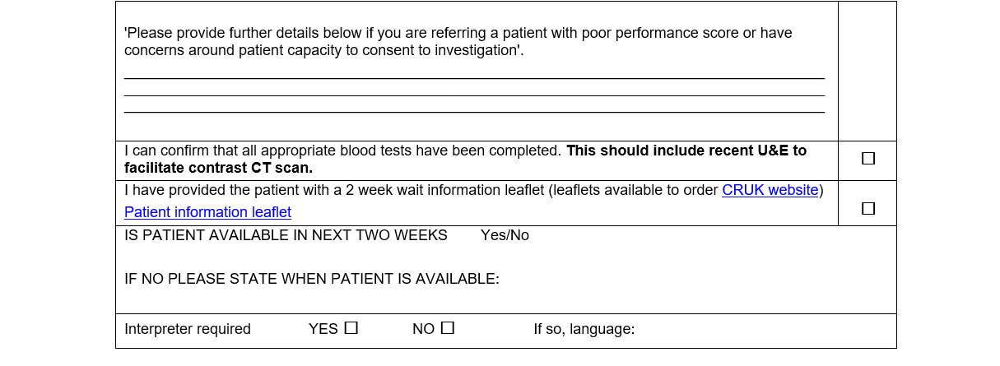 'Please provide further details below if you are referring a patient with poor performance score or have
concerns around patient capacity to consent to investigation'.
I can confirm that all appropriate blood tests have been completed. This should include recent U&E to
facilitate contrast CT scan.
I have provided the patient with a 2 week wait information leaflet (leaflets available to order CRUK website)
Patient information leaflet
IS PATIENT AVAILABLE IN NEXT TWO WEEKS Yes/No
IF NO PLEASE STATE WHEN PATIENT IS AVAILABLE:
Interpreter required YES ☐ NO ☐ If so, language: